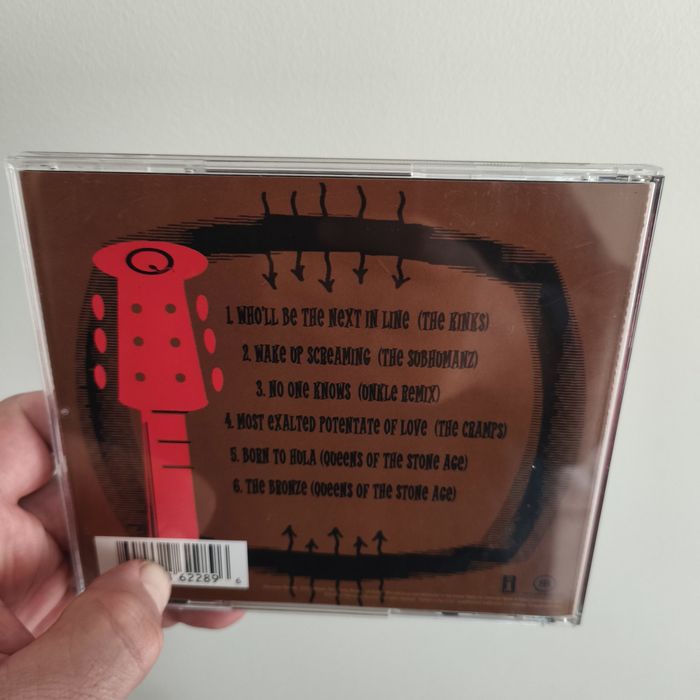 Q
1. WHO'LL BE THE NEXT IN LINE (THE KINKS)
2. WAKE UP SCREAMING (THE SUBHUMANZ)
3. NO ONE KNOWS (UNKLE REMIX)
4. MOST EXALTED POTENTATE OF LOVE (THE CRAMPS)
5. BORN TO HULA (QUEENS OF THE STONE AGE)
6. THE BRONZE (QUEENS OF THE STONE AGE)
62289 6